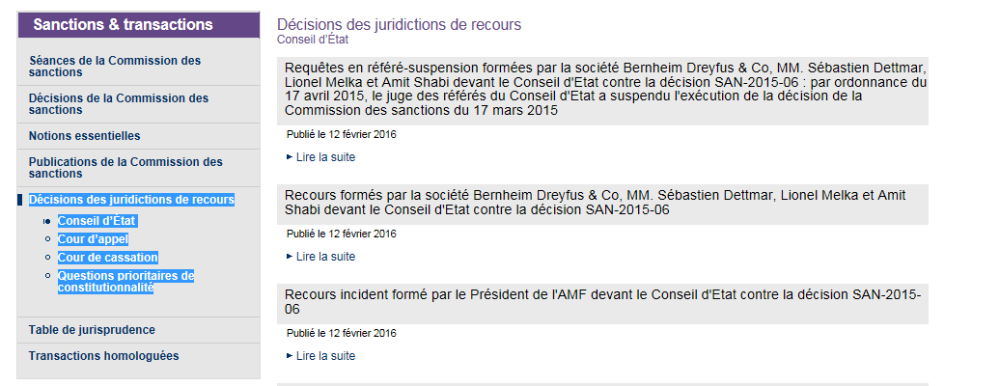 Sanctions & transactions
Séances de la Commission des
sanctions
Décisions de la Commission des
sanctions
Notions essentielles
Publications de la Commission des
sanctions
Décisions des juridictions de recours
Conseil d'État
Cour d'appel
Cour de cassation
Questions prioritaires de
constitutionnalité
Table de jurisprudence
Transactions homologuées
Décisions des juridictions de recours
Conseil d'État
Requêtes en référé-suspension formées par la société Bernheim Dreyfus & Co, MM. Sébastien Dettmar,
Lionel Melka et Amit Shabi devant le Conseil d'Etat contre la décision SAN-2015-06 : par ordonnance du
17 avril 2015, le juge des référés du Conseil d'Etat a suspendu l'exécution de la décision de la
Commission des sanctions du 17 mars 2015
Publié le 12 février 2016
Lire la suite
Recours formés par la société Bernheim Dreyfus & Co, MM. Sébastien Dettmar, Lionel Melka et Amit
Shabi devant le Conseil d'Etat contre la décision SAN-2015-06
Publié le 12 février 2016
Lire la suite
Recours incident formé par le Président de l'AMF devant le Conseil d'Etat contre la décision SAN-2015-
06
Publié le 12 février 2016
Lire la suite